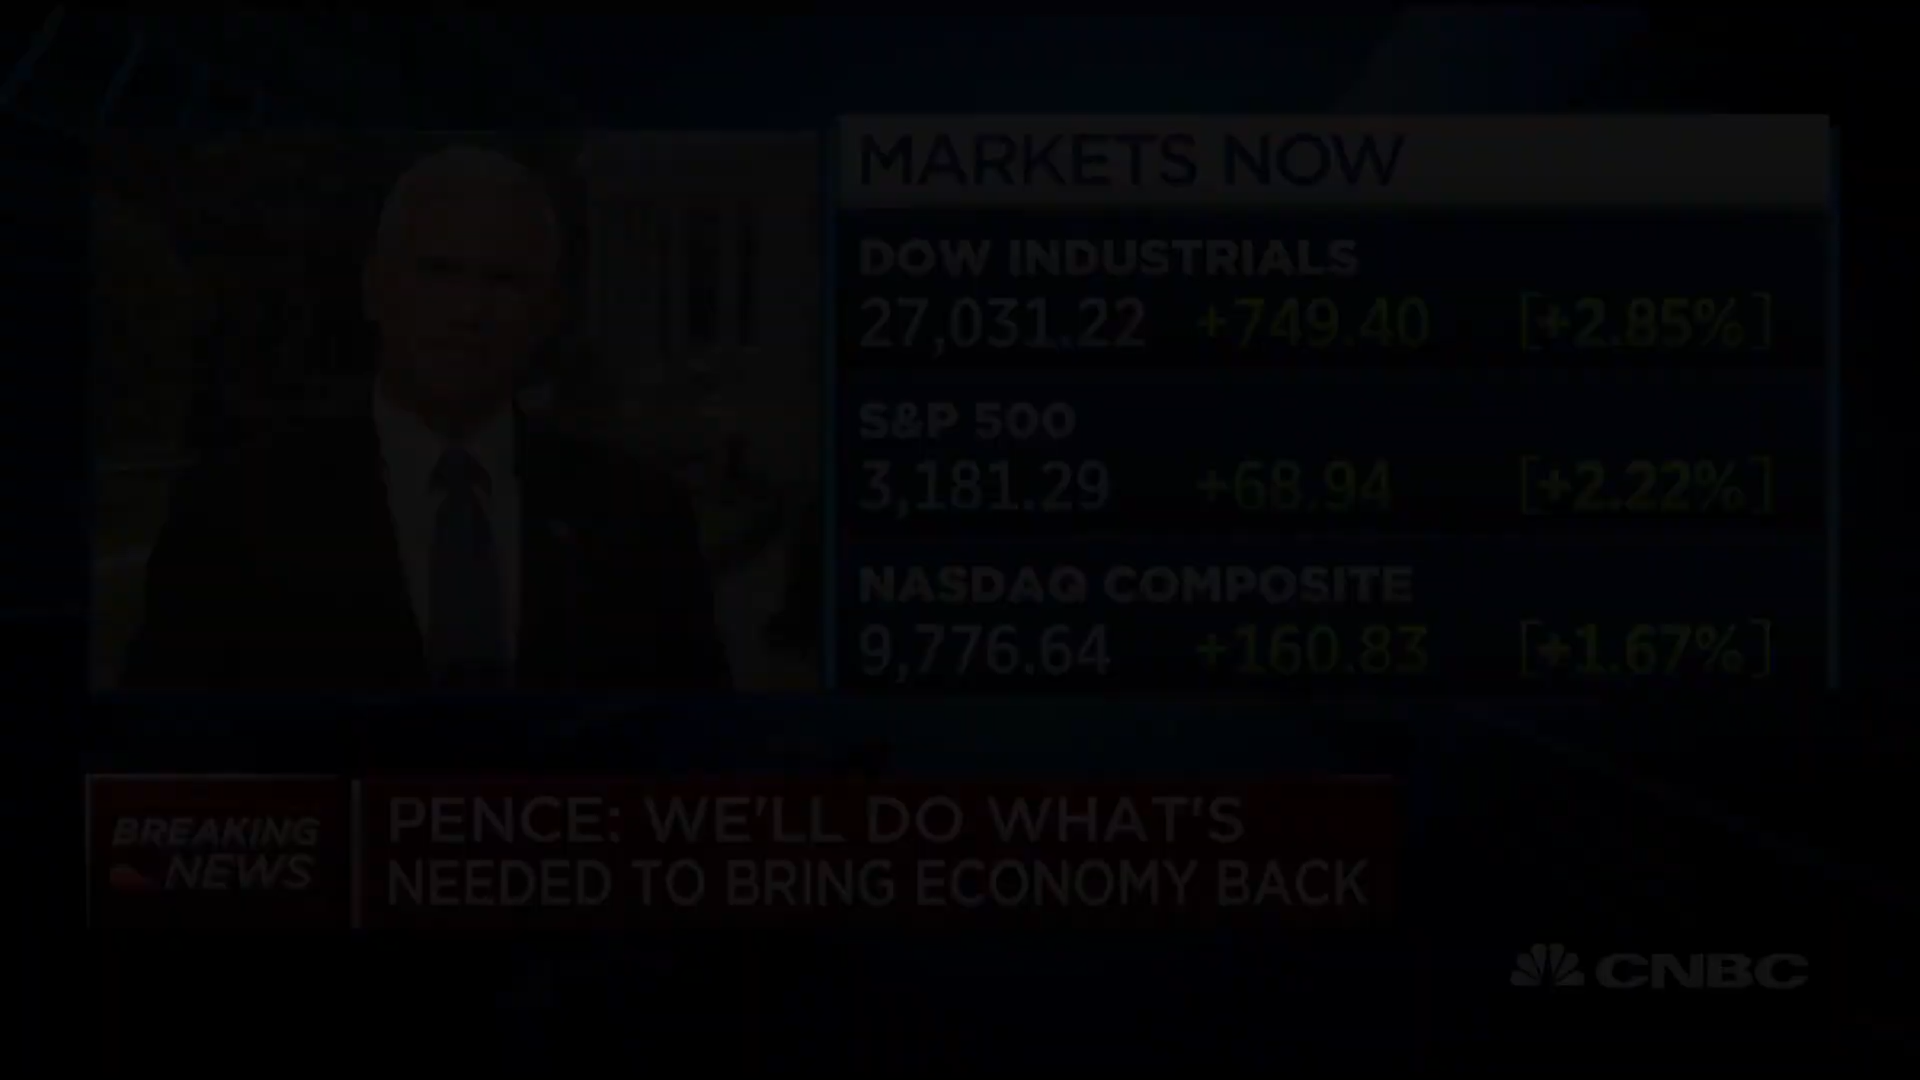 MARKETS NOW
DOW INDUSTRIALS
27,031.22 +749.40 [+2.85%]
S&P 500
3,181.29 +68.94 [+2.22%]
NASDAQ COMPOSITE
9,776.64 +160.83 [+1.67%]
BREAKING
NEWS
PENCE: WE'LL DO WHAT'S
NEEDED TO BRING ECONOMY BACK
CNBC